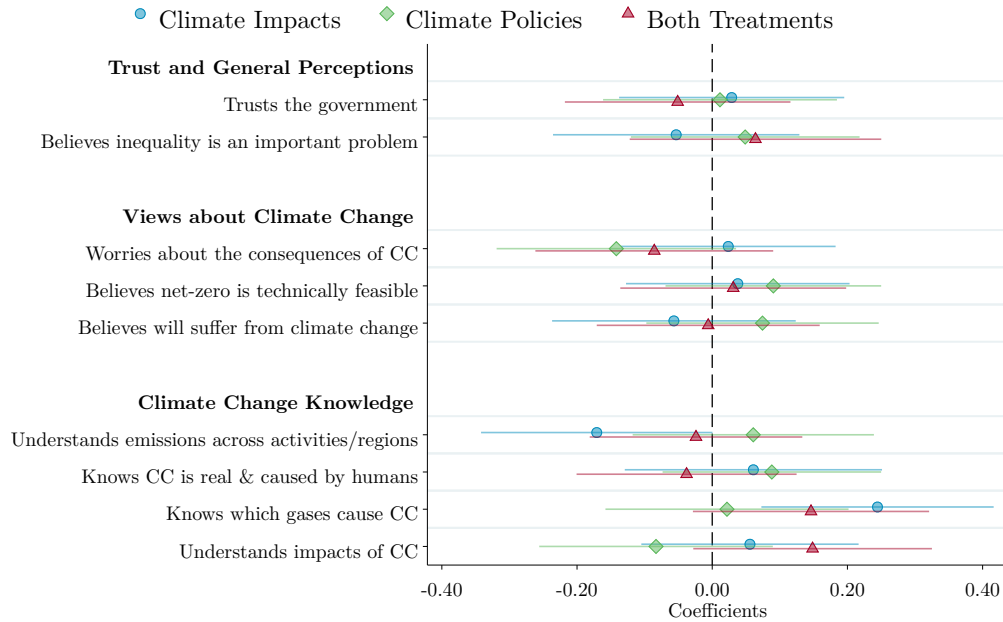 Climate Impacts Climate Policies Both Treatments
Trust and General Perceptions
Trusts the government
Believes inequality is an important problem
Views about Climate Change
Worries about the consequences of CC
Believes net-zero is technically feasible
Believes will suffer from climate change
Climate Change Knowledge
Understands emissions across activities/regions
Knows CC is real & caused by humans
Knows which gases cause CC
Understands impacts of CC
-0.40 -0.20 0.00 0.20 0.40
Coefficients